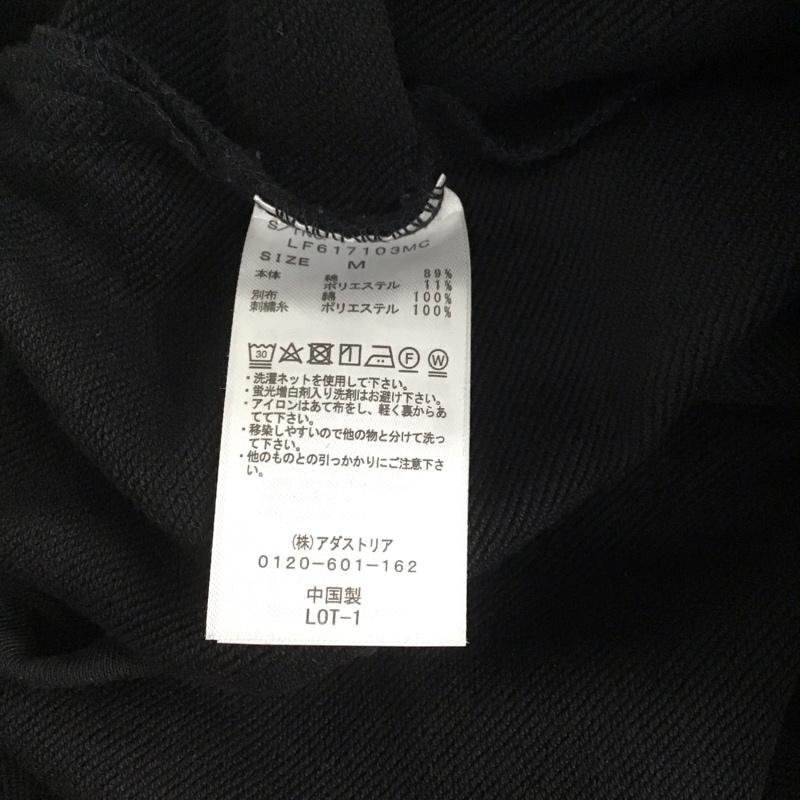 LF617103MC
SIZE M
本体 綿 89%
ポリエステル 11%
別布 綿 100%
刺繍糸 ポリエステル 100%
30 F W
・洗濯ネットを使用して下さい。
・蛍光増白剤入り洗剤はお避け下さい。
・アイロンはあて布をし、軽く裏からあ
てて下さい。
・移染しやすいので他の物と分けて洗っ
て下さい。
・他のものとの引っかかりにご注意下さ
い。
(株)アダストリア
0120-601-162
中国製
LOT-1